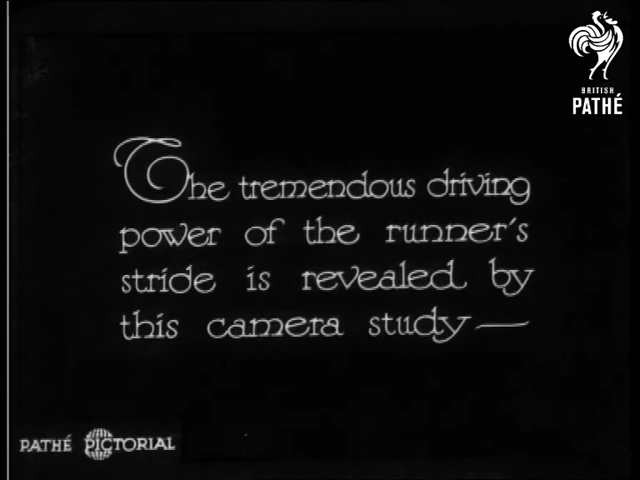 BRITISH
PATHÉ
The tremendous driving
power of the runner's
stride is revealed by
this camera study—
PATHÉ PICTORIAL